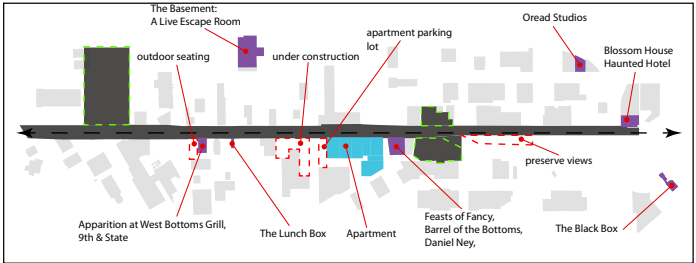 The Basement:
A Live Escape Room
outdoor seating
under construction
apartment parking
lot
Oread Studios
Blossom House
Haunted Hotel
preserve views
Apparition at West Bottoms Grill,
9th & State
The Lunch Box
Apartment
Feasts of Fancy,
Barrel of the Bottoms,
Daniel Ney,
The Black Box